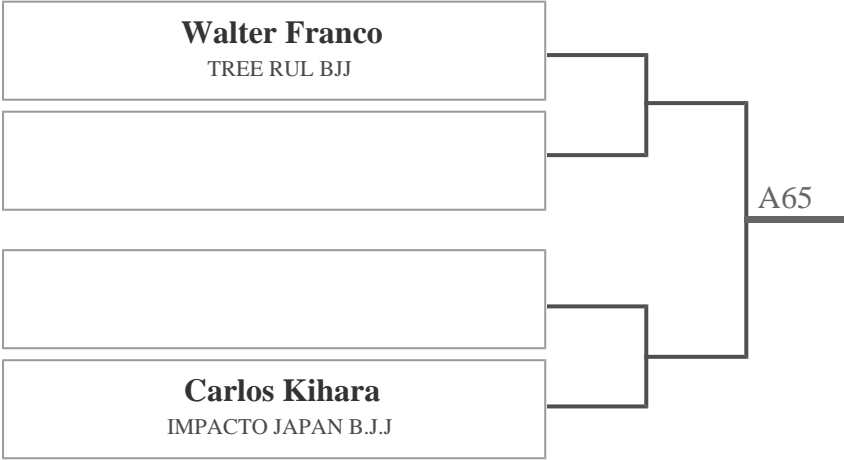 Walter Franco
TREE RUL BJJ
A65
Carlos Kihara
IMPACTO JAPAN B.J.J